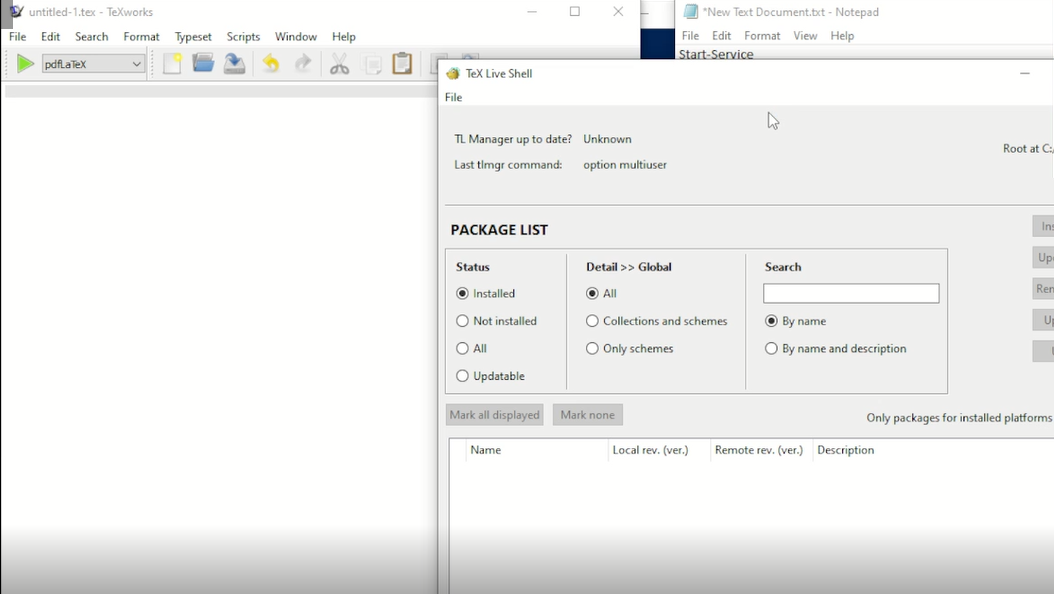 untitled-1.tex - TeXworks
File Edit Search Format Typeset Scripts Window Help
pdfLaTeX
*New Text Document.txt - Notepad
File Edit Format View Help
Start-Service
TeX Live Shell
File
TL Manager up to date? Unknown
Root at C:/
Last tlmgr command: option multiuser
PACKAGE LIST
Status
Installed
Not installed
All
Updatable
Detail >> Global
All
Collections and schemes
Only schemes
Search
By name
By name and description
Mark all displayed Mark none
Only packages for installed platforms
Name Local rev. (ver.) Remote rev. (ver.) Description